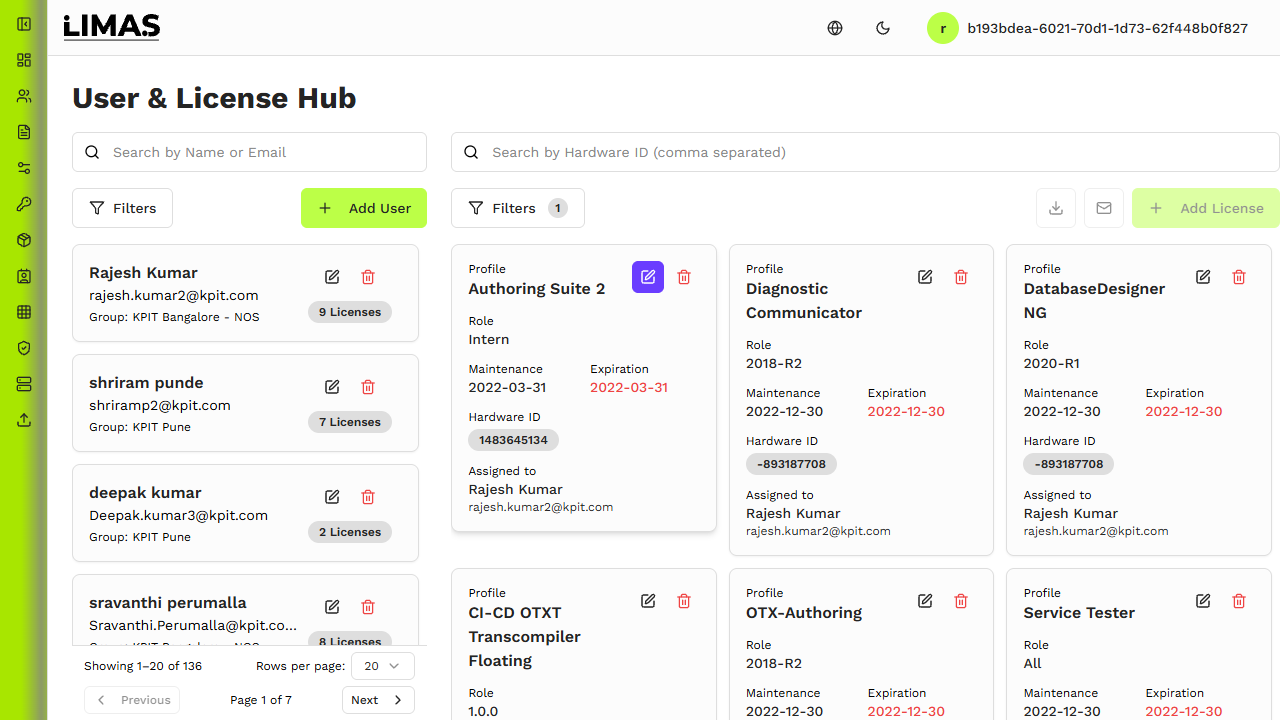 LIMAS
r
b193bdea-6021-70d1-1d73-62f448b0f827
User & License Hub
Search by Name or Email
Search by Hardware ID (comma separated)
Filters
Add User
Filters
1
Add License
Rajesh Kumar
rajesh.kumar2@kpit.com
Group: KPIT Bangalore - NOS
9 Licenses
shriram punde
shriramp2@kpit.com
Group: KPIT Pune
7 Licenses
deepak kumar
Deepak.kumar3@kpit.com
Group: KPIT Pune
2 Licenses
sravanthi perumalla
Sravanthi.Perumalla@kpit.co...
8 Licenses
Showing 1–20 of 136
Rows per page:
20
Previous
Page 1 of 7
Next
Profile
Authoring Suite 2
Role
Intern
Maintenance
Expiration
2022-03-31
2022-03-31
Hardware ID
1483645134
Assigned to
Rajesh Kumar
rajesh.kumar2@kpit.com
Profile
Diagnostic
Communicator
Role
2018-R2
Maintenance
Expiration
2022-12-30
2022-12-30
Hardware ID
-893187708
Assigned to
Rajesh Kumar
rajesh.kumar2@kpit.com
Profile
DatabaseDesigner
NG
Role
2020-R1
Maintenance
Expiration
2022-12-30
2022-12-30
Hardware ID
-893187708
Assigned to
Rajesh Kumar
rajesh.kumar2@kpit.com
Profile
CI-CD OTXT
Transcompiler
Floating
Role
1.0.0
Profile
OTX-Authoring
Role
2018-R2
Maintenance
Expiration
2022-12-30
2022-12-30
Profile
Service Tester
Role
All
Maintenance
Expiration
2022-12-30
2022-12-30